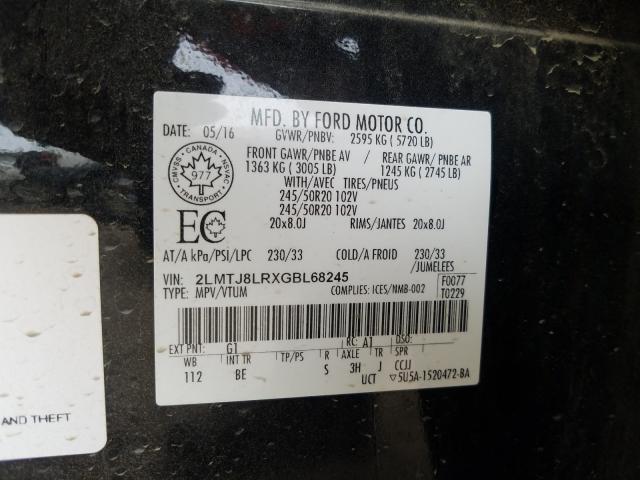 MFD. BY FORD MOTOR CO.
DATE: 05/16 GVWR/PNBV: 2595 KG ( 5720 LB)
FRONT GAWR/PNBE AV / REAR GAWR/ PNBE AR
1363 KG ( 3005 LB) 1245 KG ( 2745 LB)
WITH/AVEC TIRES/PNEUS
245/50R20 102V
245/50R20 102V
20x8.0J RIMS/JANTES 20x8.0J
CMVSS CANADA NSVAC
977
TRANSPORT
EC
AT/A kPa/PSI/LPC 230/33 COLD/A FROID 230/33
/JUMELEES
VIN: 2LMTJ8LRXGBL68245 F0077
TYPE: MPV/VTUM COMPLIES: ICES/NMB-002 T0229
EXT PNT: G1 RC: A1 DSO:
WB INT TR TP/PS R AXLE TR SPR
112 BE S 3H J CCJJ
UCT ▽5U5A-1520472-BA
AND THEFT